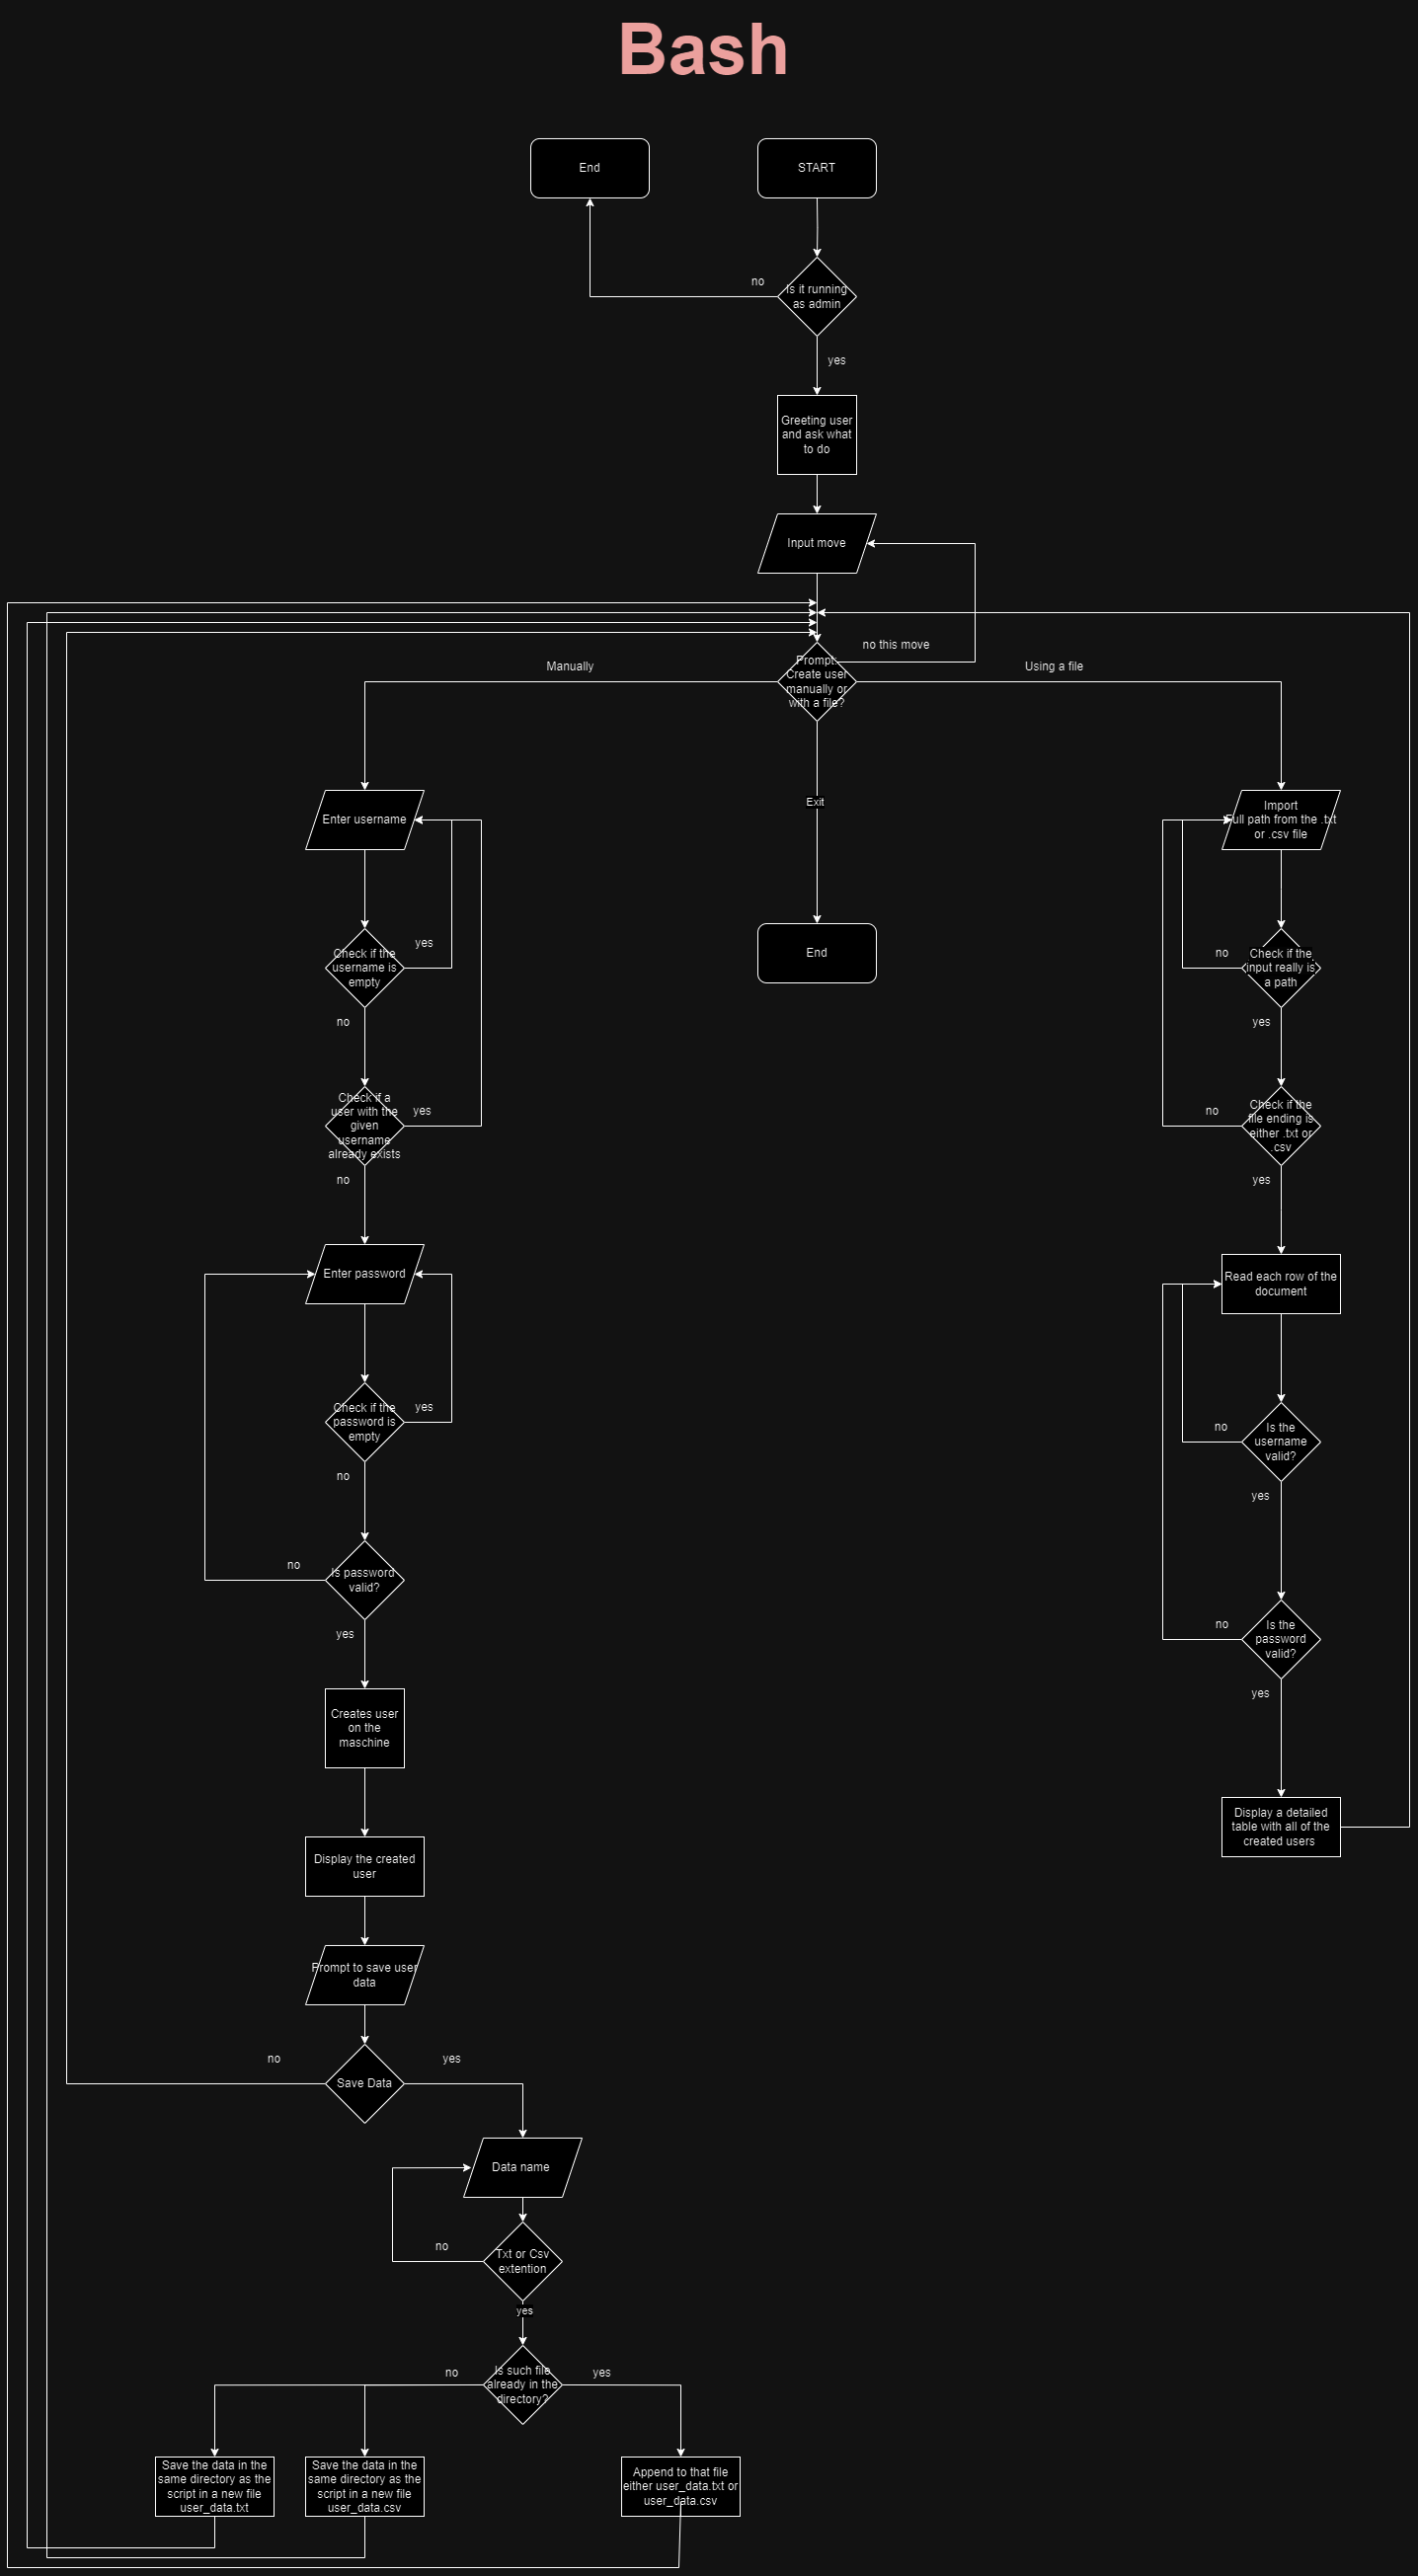 Bash
End
START
no
Is it running
as admin
yes
Greeting user
and ask what
to do
Input move
no this move
Manually
Prompt:
Create user
manually or
with a file?
Using a file
Exit
End
Enter username
Check if the
username is
empty
yes
no
Check if a
user with the
given
username
already exists
yes
no
Enter password
Check if the
password is
empty
yes
no
Is password
valid?
no
yes
Creates user
on the
maschine
Display the created
user
Prompt to save user
data
no
yes
Save Data
Data name
no
Txt or Csv
extention
yes
no
Is such file
already in the
directory?
yes
Save the data in the
same directory as the
script in a new file
user_data.txt
Save the data in the
same directory as the
script in a new file
user_data.csv
Append to that file
either user_data.txt or
user_data.csv
Import
Full path from the .txt
or .csv file
no
Check if the
input really is
a path
yes
no
Check if the
file ending is
either .txt or
.csv
yes
Read each row of the
document
no
Is the
username
valid?
yes
no
Is the
password
valid?
yes
Display a detailed
table with all of the
created users